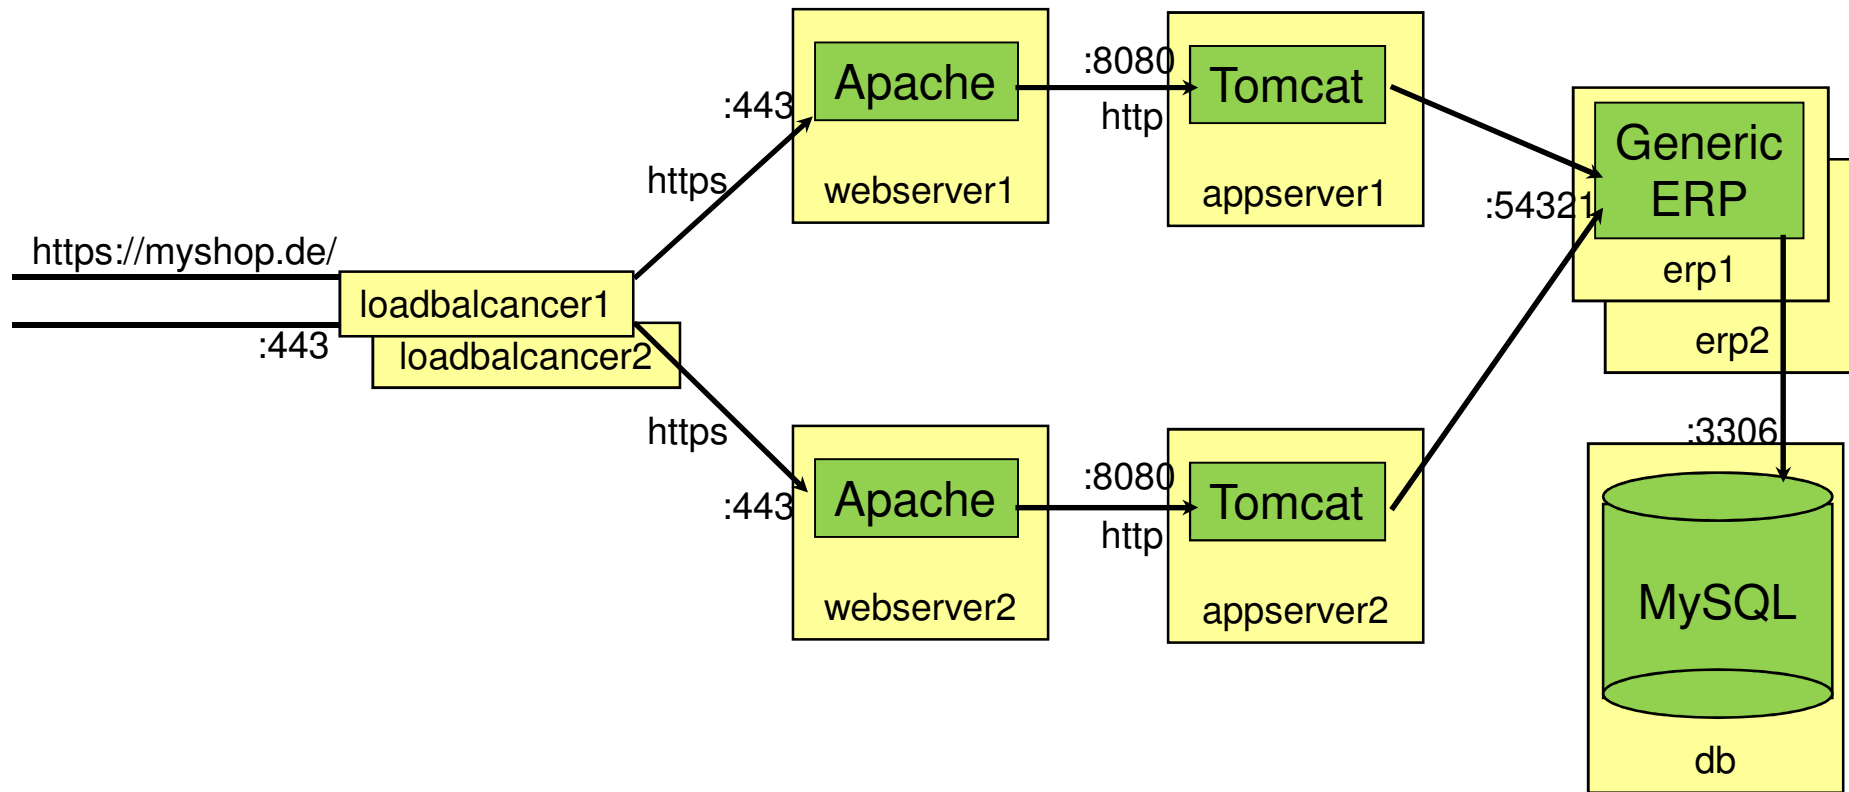 https://myshop.de/
:443
loadbalcancer1
loadbalcancer2
https
:443
Apache
webserver1
:8080
http
Tomcat
appserver1
https
:443
Apache
webserver2
:8080
http
Tomcat
appserver2
:54321
Generic
ERP
erp1
erp2
:3306
MySQL
db